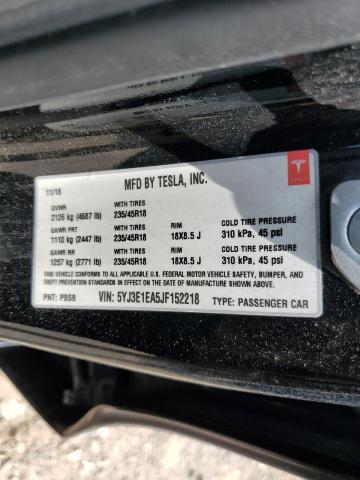 11/18
MFD BY TESLA, INC.
GVWR WITH TIRES
2126 kg (4687 lb) 235/45R18
GAWR FRT WITH TIRES RIM COLD TIRE PRESSURE
1110 kg (2447 lb) 235/45R18 18X8.5 J 310 kPa, 45 psi
GAWR RR WITH TIRES RIM COLD TIRE PRESSURE
1257 kg (2771 lb) 235/45R18 18X8.5 J 310 kPa, 45 psi
THIS VEHICLE CONFORMS TO ALL APPLICABLE U.S. FEDERAL MOTOR VEHICLE SAFETY, BUMPER, AND
THEFT PREVENTION STANDARDS IN EFFECT ON THE DATE OF MANUFACTURE SHOWN ABOVE.
PNT: PBSB VIN: 5YJ3E1EA5JF152218 TYPE: PASSENGER CAR